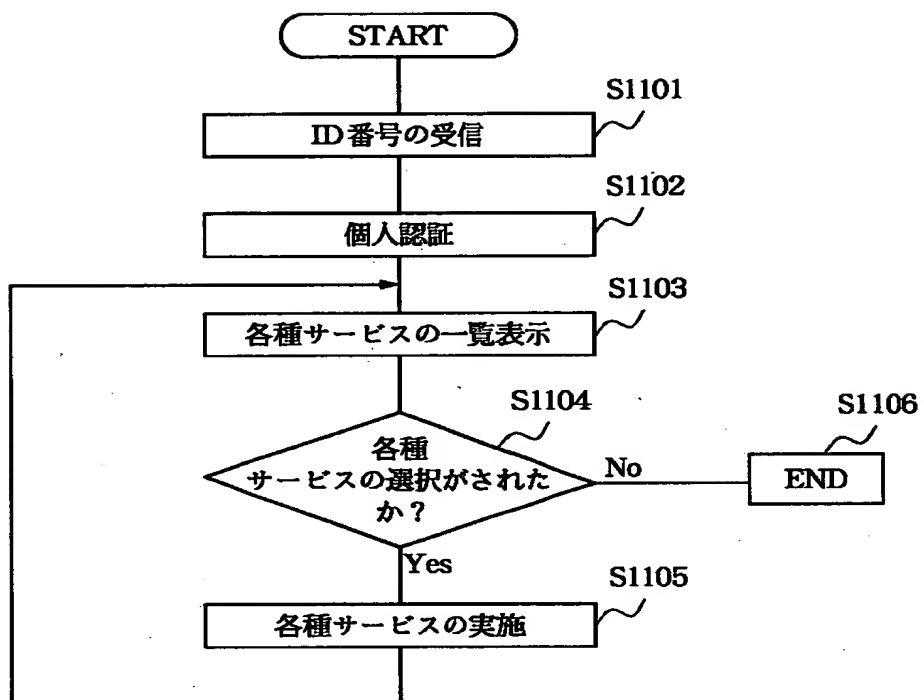 START
S1101
ID番号の受信
S1102
個人認証
S1103
各種サービスの一覧表示
S1104
各種
サービスの選択がされた
か？
No
S1106
END
Yes
S1105
各種サービスの実施